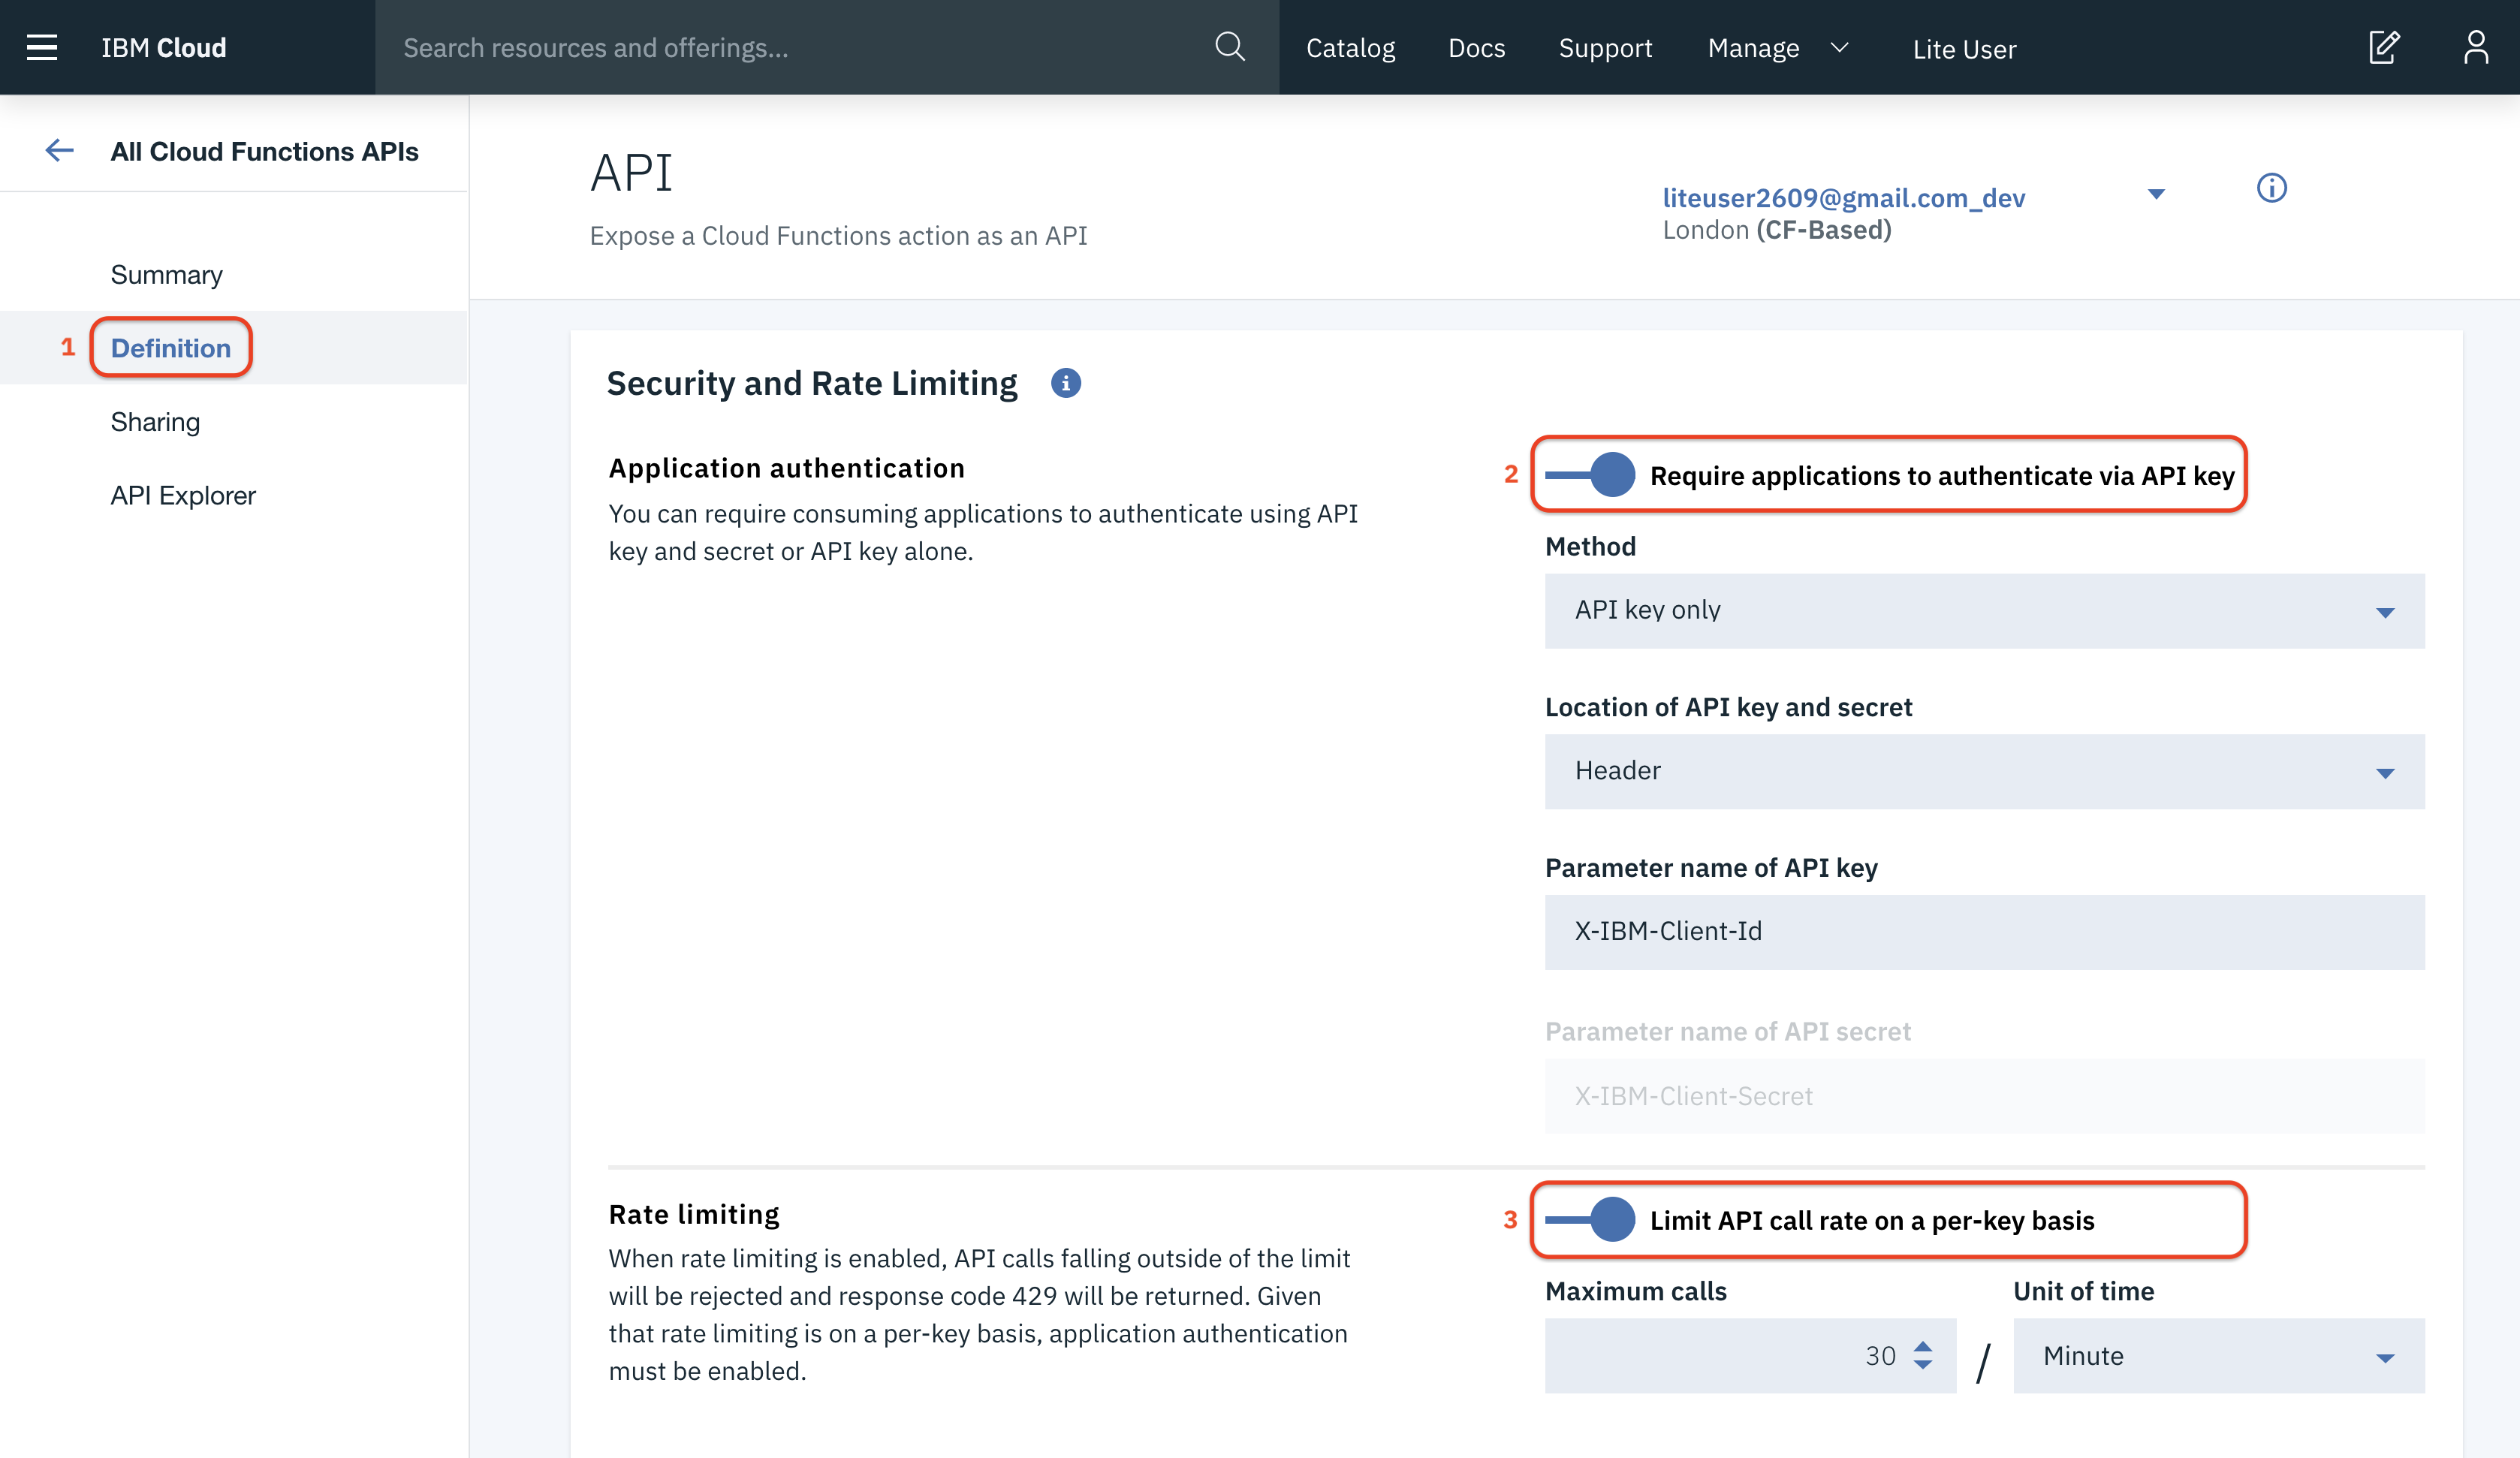 IBM Cloud
Search resources and offerings...
Catalog
Docs
Support
Manage
Lite User
All Cloud Functions APIs
Summary
1
Definition
Sharing
API Explorer
API
Expose a Cloud Functions action as an API
liteuser2609@gmail.com_dev
London (CF-Based)
Security and Rate Limiting
Application authentication
You can require consuming applications to authenticate using API
key and secret or API key alone.
2
Require applications to authenticate via API key
Method
API key only
Location of API key and secret
Header
Parameter name of API key
X-IBM-Client-Id
Parameter name of API secret
X-IBM-Client-Secret
Rate limiting
When rate limiting is enabled, API calls falling outside of the limit
will be rejected and response code 429 will be returned. Given
that rate limiting is on a per-key basis, application authentication
must be enabled.
3
Limit API call rate on a per-key basis
Maximum calls
Unit of time
30 / Minute